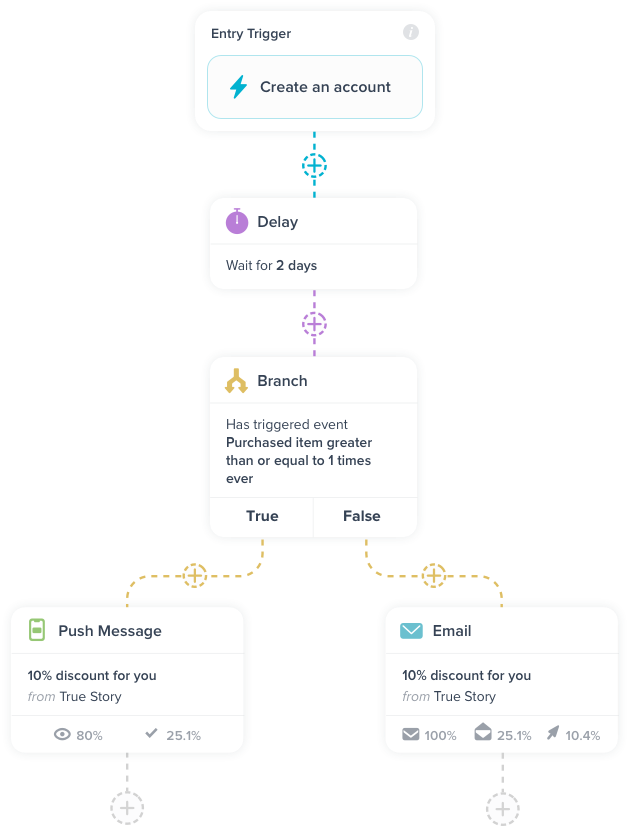 Entry Trigger
Create an account
Delay
Wait for 2 days
Branch
Has triggered event
Purchased item greater
than or equal to 1 times
ever
True False
Push Message
10% discount for you
from True Story
80% 25.1%
Email
10% discount for you
from True Story
100% 25.1% 10.4%